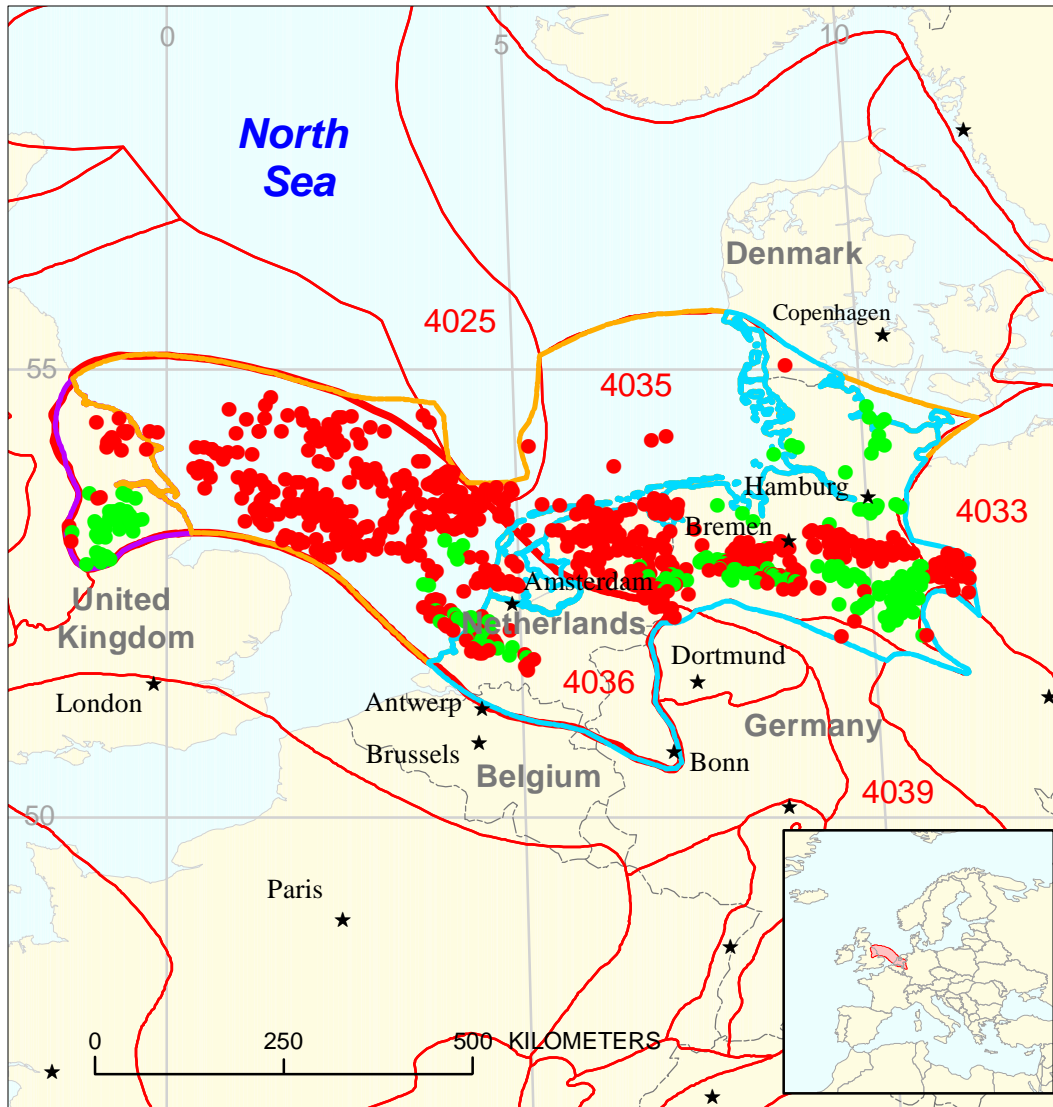 0
5
10
North
Sea
Denmark
Copenhagen
4025
55
4035
Hamburg
4033
Bremen
Amsterdam
United
Kingdom
Netherlands
Dortmund
4036
London
Antwerp
Germany
Brussels
Bonn
Belgium
4039
50
Paris
0 250 500 KILOMETERS